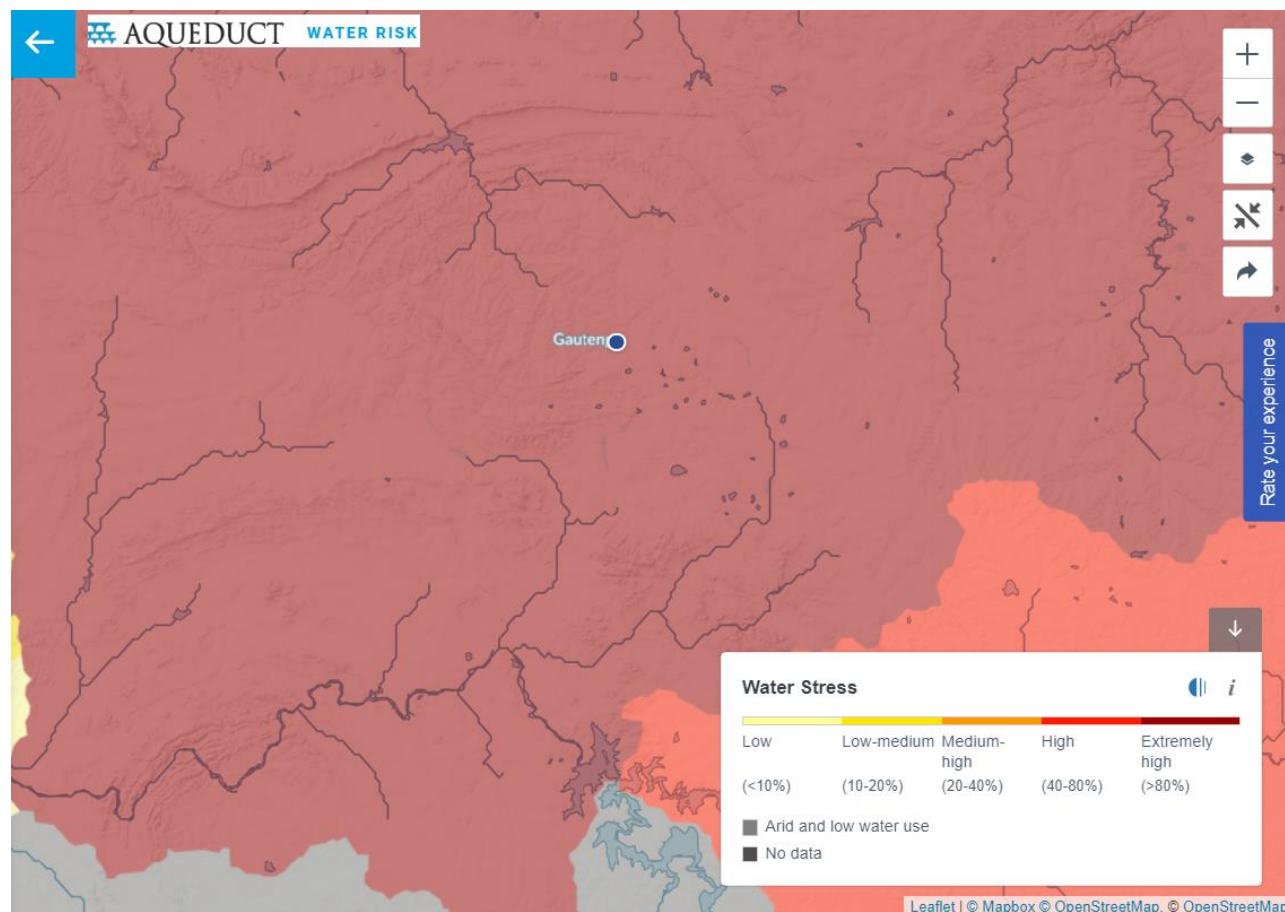 AQUEDUCT WATER RISK
Gauteng
Rate your experience
Water Stress
Low Low-medium Medium-high High Extremely high
(<10%) (10-20%) (20-40%) (40-80%) (>80%)
Arid and low water use
No data
Leaflet | © Mapbox © OpenStreetMap, © OpenStreetMap